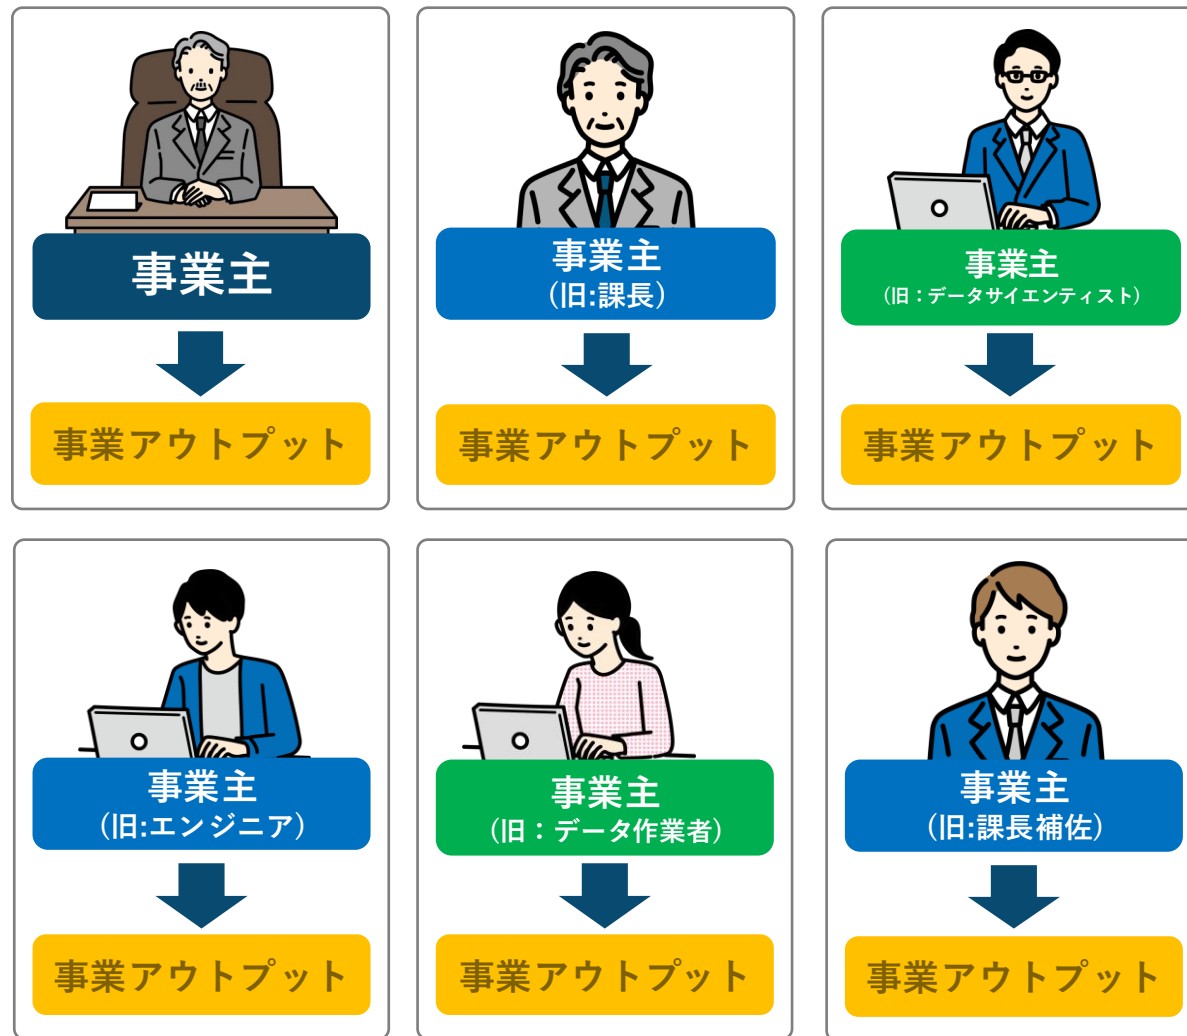 事業主
事業アウトプット
事業主
(旧:課長)
事業アウトプット
事業主
(旧：データサイエンティスト)
事業アウトプット
事業主
(旧:エンジニア)
事業アウトプット
事業主
(旧：データ作業者)
事業アウトプット
事業主
(旧:課長補佐)
事業アウトプット